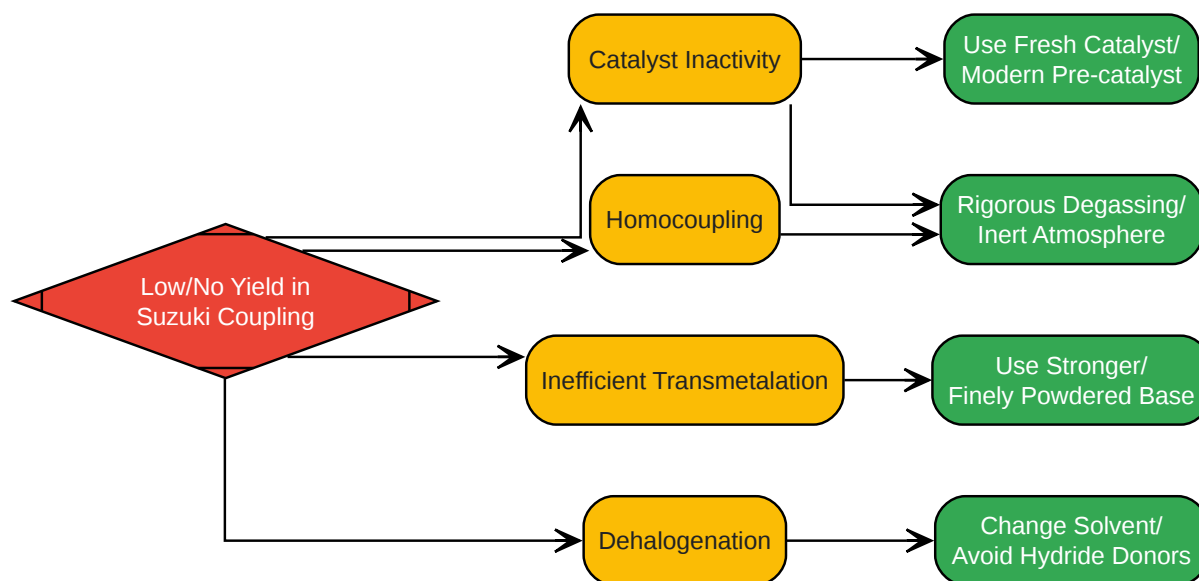 Low/No Yield in
Suzuki Coupling
Catalyst Inactivity
Use Fresh Catalyst/
Modern Pre-catalyst
Homocoupling
Rigorous Degassing/
Inert Atmosphere
Inefficient Transmetalation
Use Stronger/
Finely Powdered Base
Dehalogenation
Change Solvent/
Avoid Hydride Donors